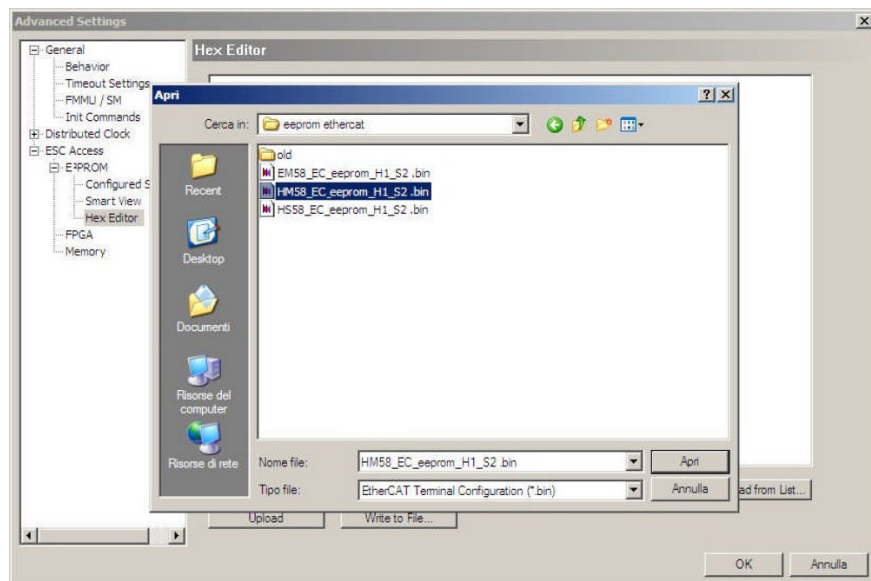 Advanced Settings
General
Behavior
Timeout Settings
FMMU / SM
Init Commands
Distributed Clock
ESC Access
E²PROM
Configured S
Smart View
Hex Editor
FPGA
Memory
Hex Editor
Apri
Cerca in:
eeprom ethercat
Recent
Desktop
Documenti
Risorse del
computer
Risorse di rete
old
EM58_EC_eeprom_H1_S2 .bin
HM58_EC_eeprom_H1_S2 .bin
HS58_EC_eeprom_H1_S2 .bin
Nome file:
HM58_EC_eeprom_H1_S2 .bin
Apri
Tipo file:
EtherCAT Terminal Configuration (*.bin)
Annulla
ad from List...
Upload
Write to File...
OK
Annulla